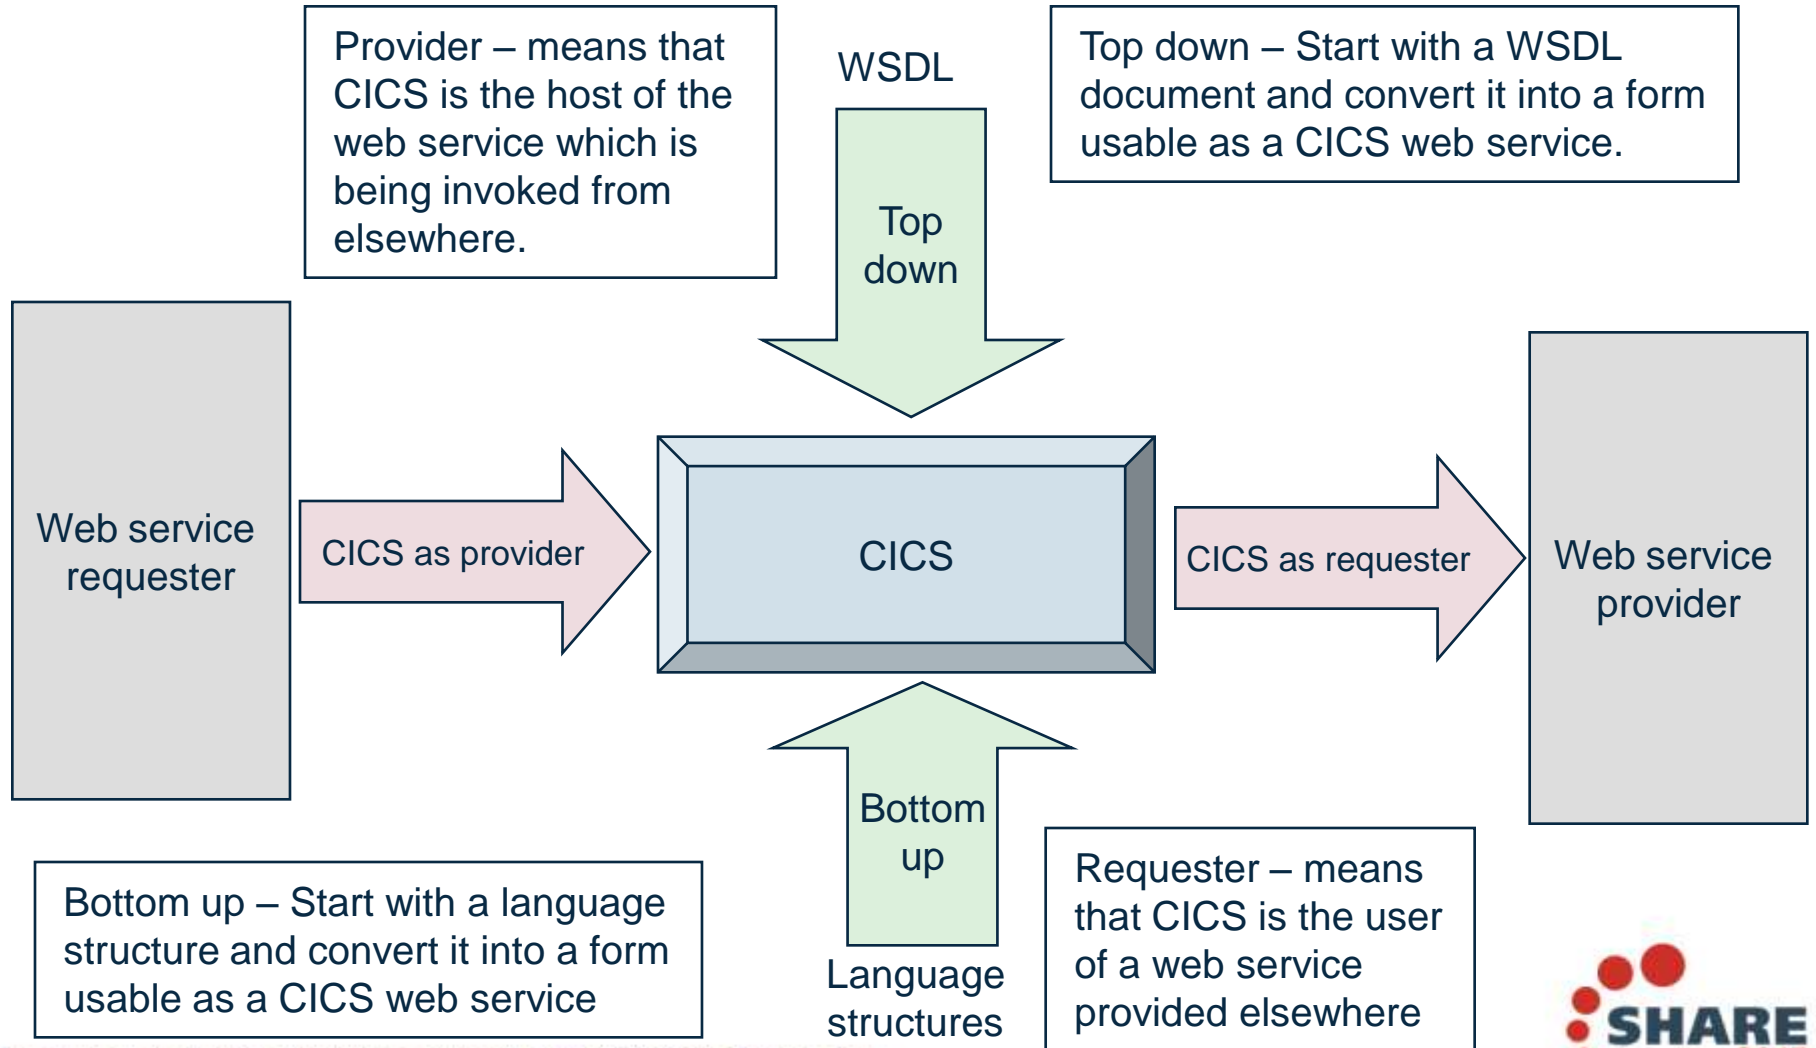 Provider – means that
CICS is the host of the
web service which is
being invoked from
elsewhere.
WSDL
Top down – Start with a WSDL
document and convert it into a form
usable as a CICS web service.
Top
down
Web service
requester
CICS as provider
CICS
CICS as requester
Web service
provider
Bottom
up
Bottom up – Start with a language
structure and convert it into a form
usable as a CICS web service
Language
structures
Requester – means
that CICS is the user
of a web service
provided elsewhere
SHARE